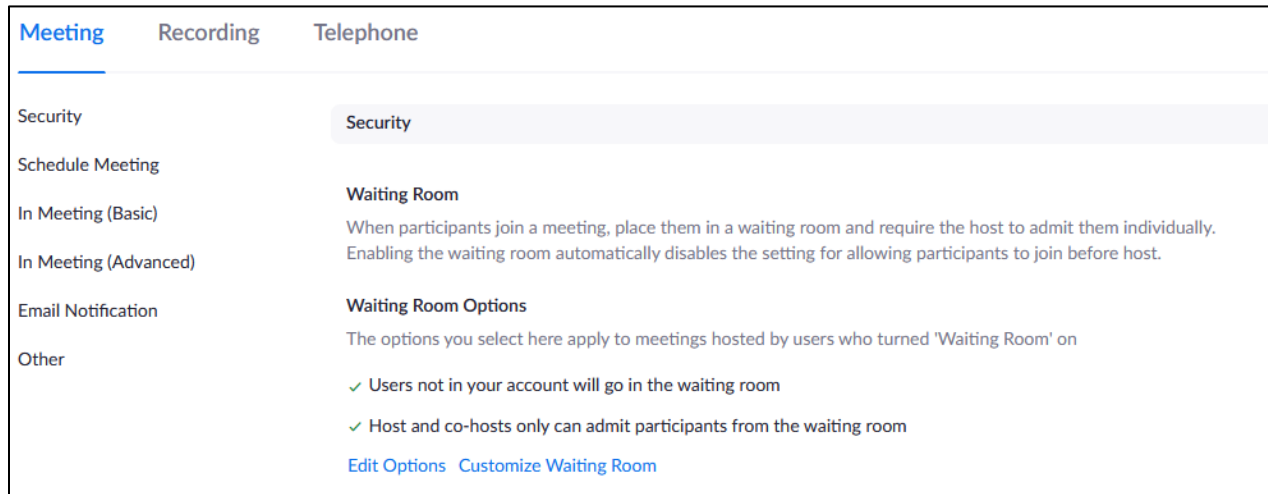 Meeting Recording Telephone
Security
Schedule Meeting
In Meeting (Basic)
In Meeting (Advanced)
Email Notification
Other
Security
Waiting Room
When participants join a meeting, place them in a waiting room and require the host to admit them individually.
Enabling the waiting room automatically disables the setting for allowing participants to join before host.
Waiting Room Options
The options you select here apply to meetings hosted by users who turned 'Waiting Room' on
✓ Users not in your account will go in the waiting room
✓ Host and co-hosts only can admit participants from the waiting room
Edit Options Customize Waiting Room